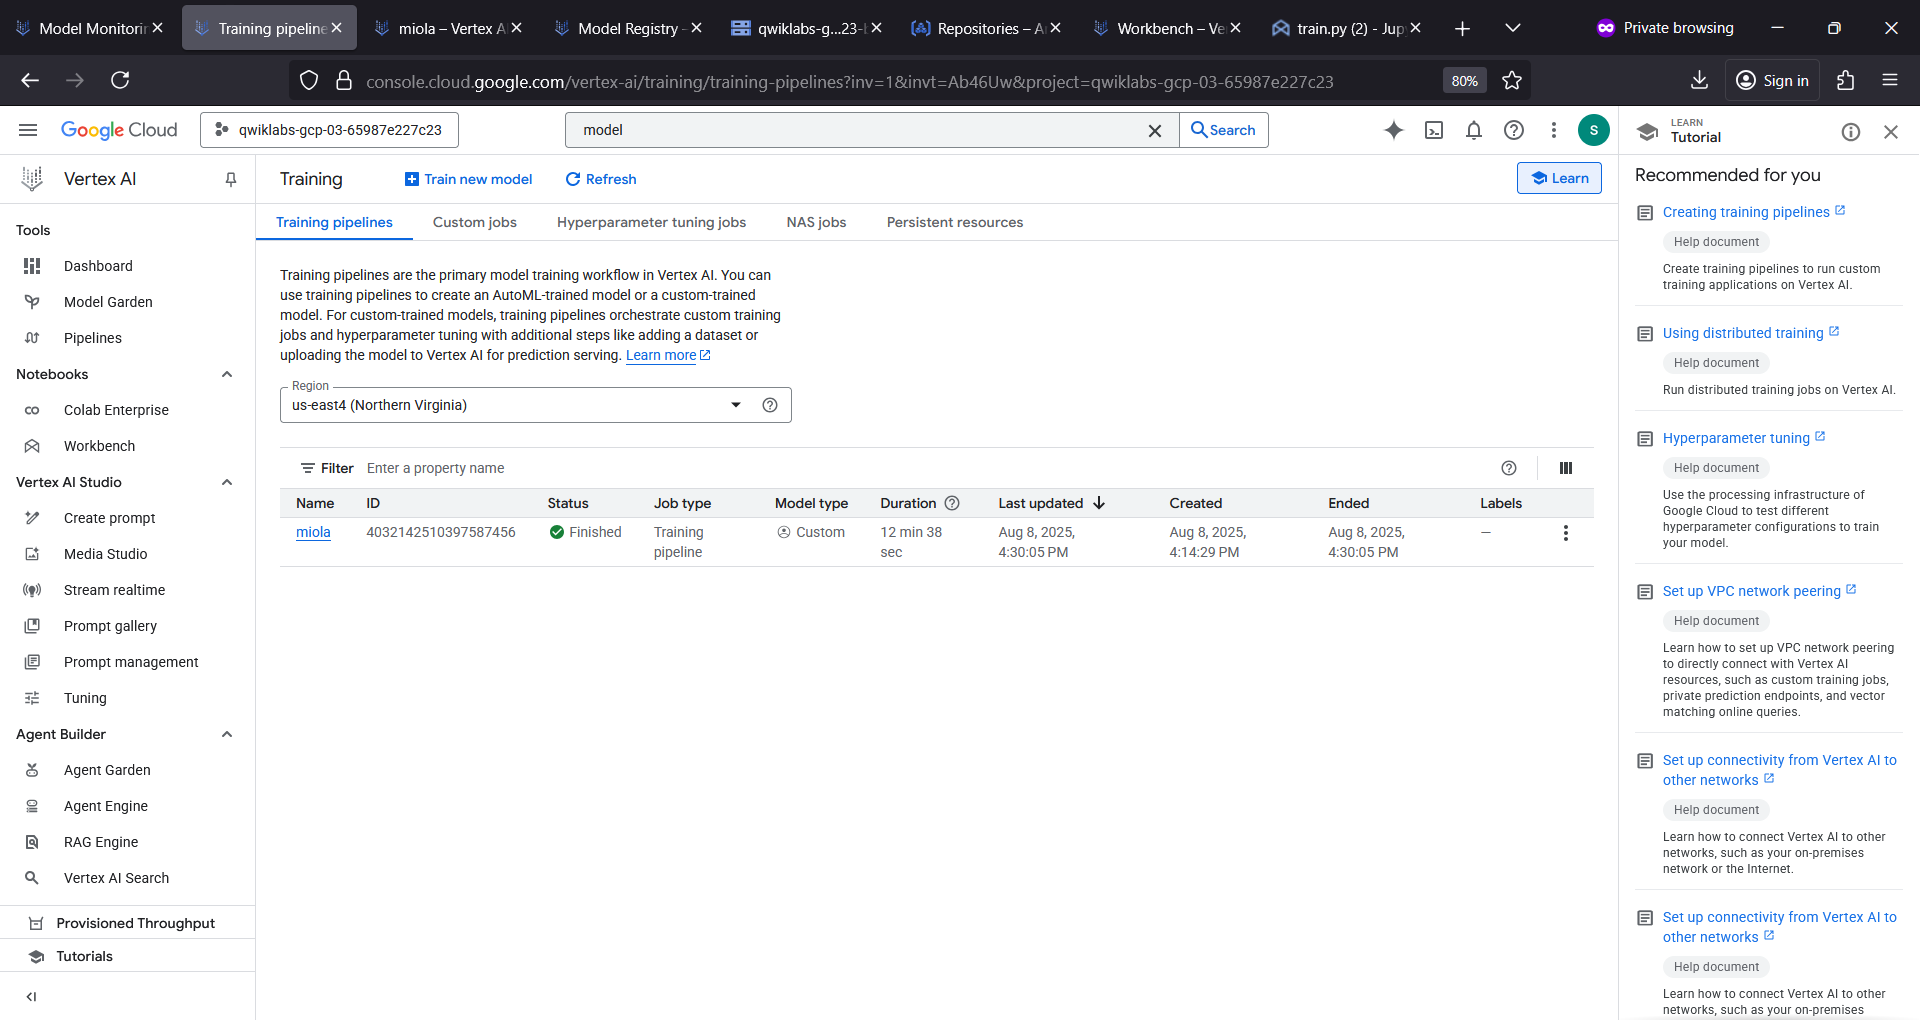 Model Monitorin
Training pipeline
miola – Vertex A
Model Registry -
qwiklabs-g...23-l
Repositories – A
Workbench – Ve
train.py (2) - Jup
Private browsing
console.cloud.google.com/vertex-ai/training/training-pipelines?inv=1&invt=Ab46Uw&project=qwiklabs-gcp-03-65987e227c23
80%
Sign in
Google Cloud
qwiklabs-gcp-03-65987e227c23
model
Search
S
LEARN
Tutorial
Vertex AI
Training
Train new model
Refresh
Learn
Training pipelines
Custom jobs
Hyperparameter tuning jobs
NAS jobs
Persistent resources
Tools
Dashboard
Model Garden
Pipelines
Notebooks
Colab Enterprise
Workbench
Vertex AI Studio
Create prompt
Media Studio
Stream realtime
Prompt gallery
Prompt management
Tuning
Agent Builder
Agent Garden
Agent Engine
RAG Engine
Vertex AI Search
Provisioned Throughput
Tutorials
Training pipelines are the primary model training workflow in Vertex AI. You can
use training pipelines to create an AutoML-trained model or a custom-trained
model. For custom-trained models, training pipelines orchestrate custom training
jobs and hyperparameter tuning with additional steps like adding a dataset or
uploading the model to Vertex AI for prediction serving. Learn more
Region
us-east4 (Northern Virginia)
Filter Enter a property name
Name ID Status Job type Model type Duration Last updated Created Ended Labels
miola 4032142510397587456 Finished Training Custom 12 min 38 Aug 8, 2025, Aug 8, 2025, Aug 8, 2025, —
pipeline sec 4:30:05 PM 4:14:29 PM 4:30:05 PM
Recommended for you
Creating training pipelines
Help document
Create training pipelines to run custom
training applications on Vertex AI.
Using distributed training
Help document
Run distributed training jobs on Vertex AI.
Hyperparameter tuning
Help document
Use the processing infrastructure of
Google Cloud to test different
hyperparameter configurations to train
your model.
Set up VPC network peering
Help document
Learn how to set up VPC network peering
to directly connect with Vertex AI
resources, such as custom training jobs,
private prediction endpoints, and vector
matching online queries.
Set up connectivity from Vertex AI to
other networks
Help document
Learn how to connect Vertex AI to other
networks, such as your on-premises
network or the Internet.
Set up connectivity from Vertex AI to
other networks
Help document
Learn how to connect Vertex AI to other
networks, such as your on-premises